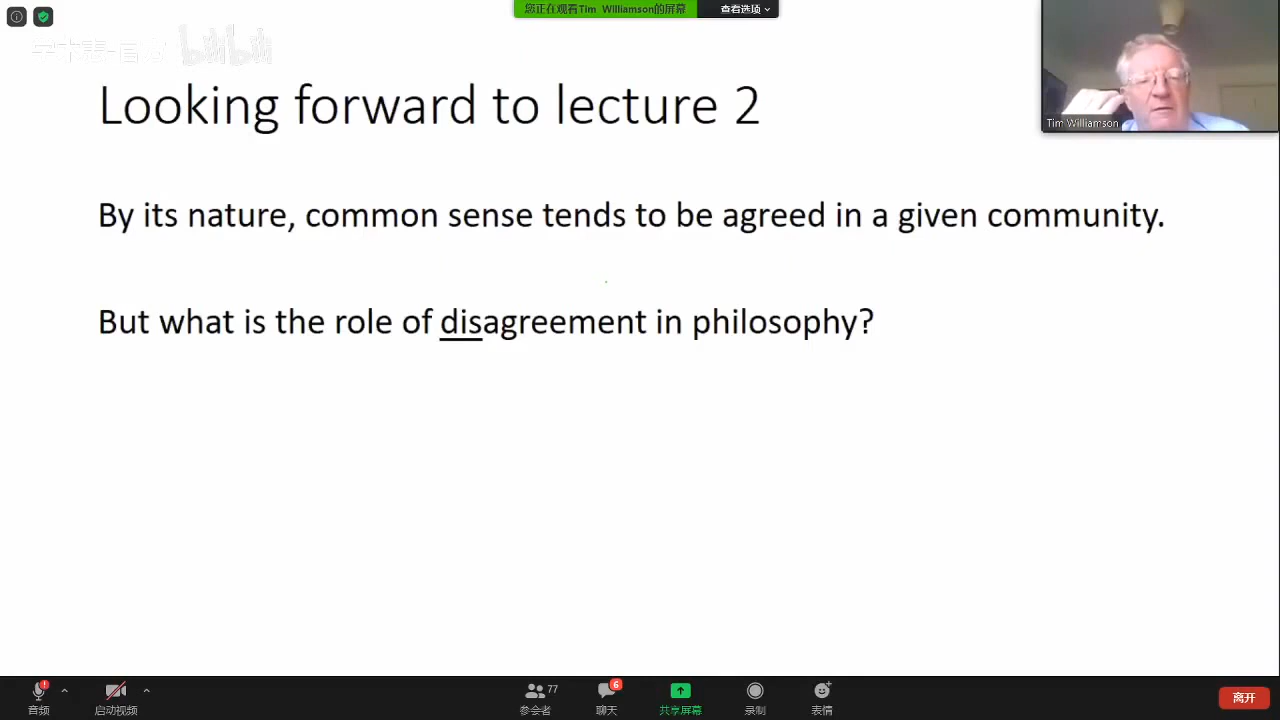 您正在观看Tim Williamson的屏幕
查看选项
bilibili
Looking forward to lecture 2
Tim Williamson
By its nature, common sense tends to be agreed in a given community.
But what is the role of disagreement in philosophy?
音频
启动视频
77
参会者
6
聊天
共享屏幕
录制
表情
离开